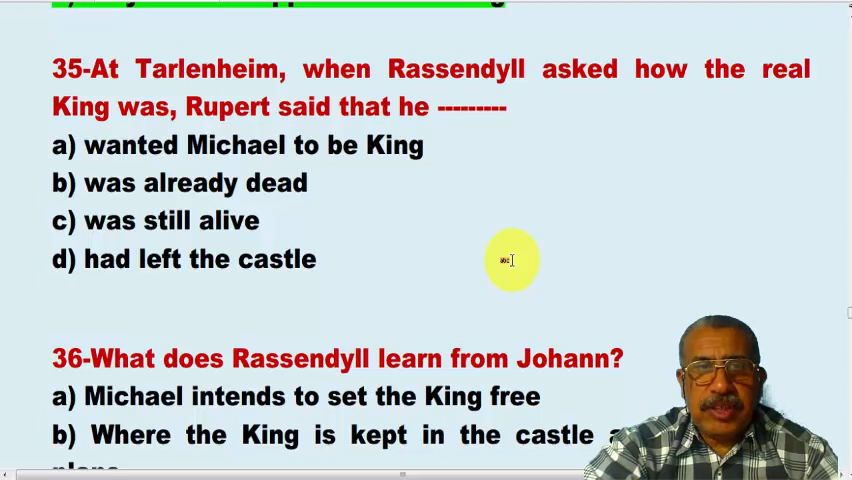 35-At Tarlenheim, when Rassendyll asked how the real
King was, Rupert said that he ---------
a) wanted Michael to be King
b) was already dead
c) was still alive
d) had left the castle
36-What does Rassendyll learn from Johann?
a) Michael intends to set the King free
b) Where the King is kept in the castle